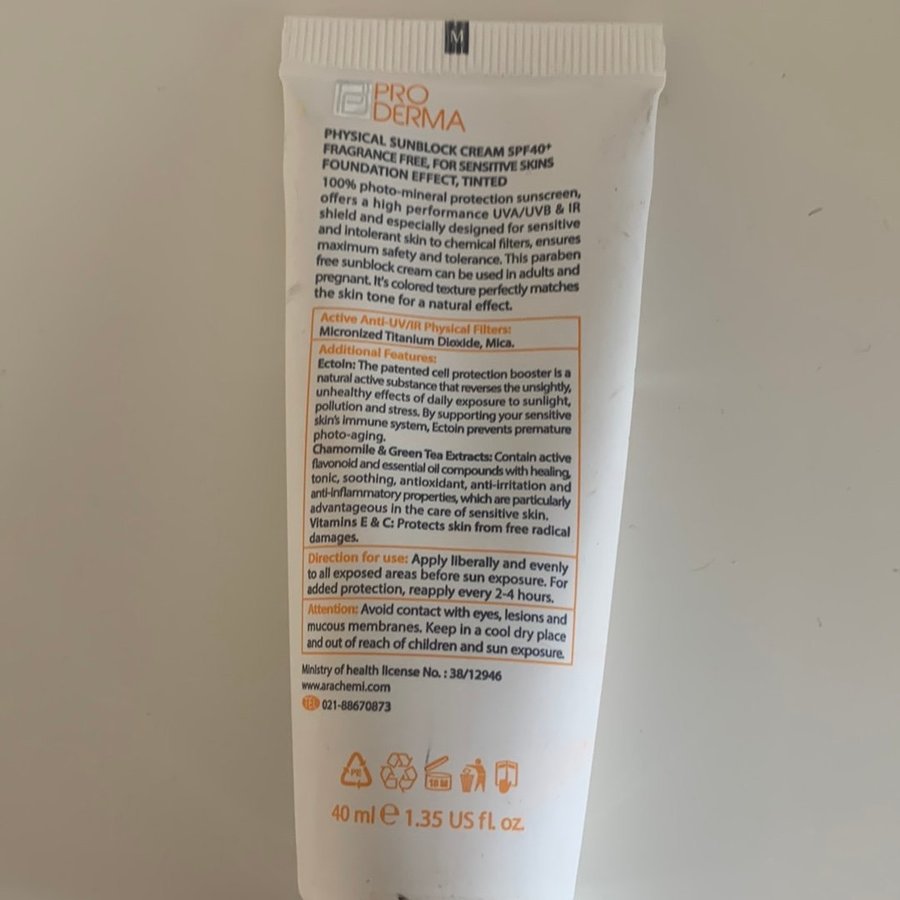 M
PRO
DERMA
PHYSICAL SUNBLOCK CREAM SPF40+
FRAGRANCE FREE, FOR SENSITIVE SKINS
FOUNDATION EFFECT, TINTED
100% photo-mineral protection sunscreen,
offers a high performance UVA/UVB & IR
shield and especially designed for sensitive
and intolerant skin to chemical filters, ensures
maximum safety and tolerance. This paraben
free sunblock cream can be used in adults and
pregnant. It's colored texture perfectly matches
the skin tone for a natural effect.
Active Anti-UV/IR Physical Filters:
Micronized Titanium Dioxide, Mica.
Additional Features:
Ectoin: The patented cell protection booster is a
natural active substance that reverses the unsightly,
unhealthy effects of daily exposure to sunlight,
pollution and stress. By supporting your sensitive
skin's immune system, Ectoin prevents premature
photo-aging.
Chamomile & Green Tea Extracts: Contain active
flavonoid and essential oil compounds with healing,
tonic, soothing, antioxidant, anti-irritation and
anti-inflammatory properties, which are particularly
advantageous in the care of sensitive skin.
Vitamins E & C: Protects skin from free radical
damages.
Direction for use: Apply liberally and evenly
to all exposed areas before sun exposure. For
added protection, reapply every 2-4 hours.
Attention: Avoid contact with eyes, lesions and
mucous membranes. Keep in a cool dry place
and out of reach of children and sun exposure.
Ministry of health license No. : 38/12946
www.arachemi.com
TEL 021-88670873
PE 18 M
40 ml e 1.35 US fl. oz.